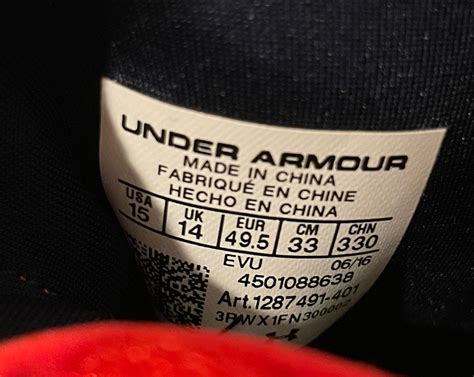 UNDER ARMOUR
MADE IN CHINA
FABRIQUÉ EN CHINE
HECHO EN CHINA
USA UK EUR CM CHN
15 14 49.5 33 330
EVU 06/16
4501088638
Art.1287491-401